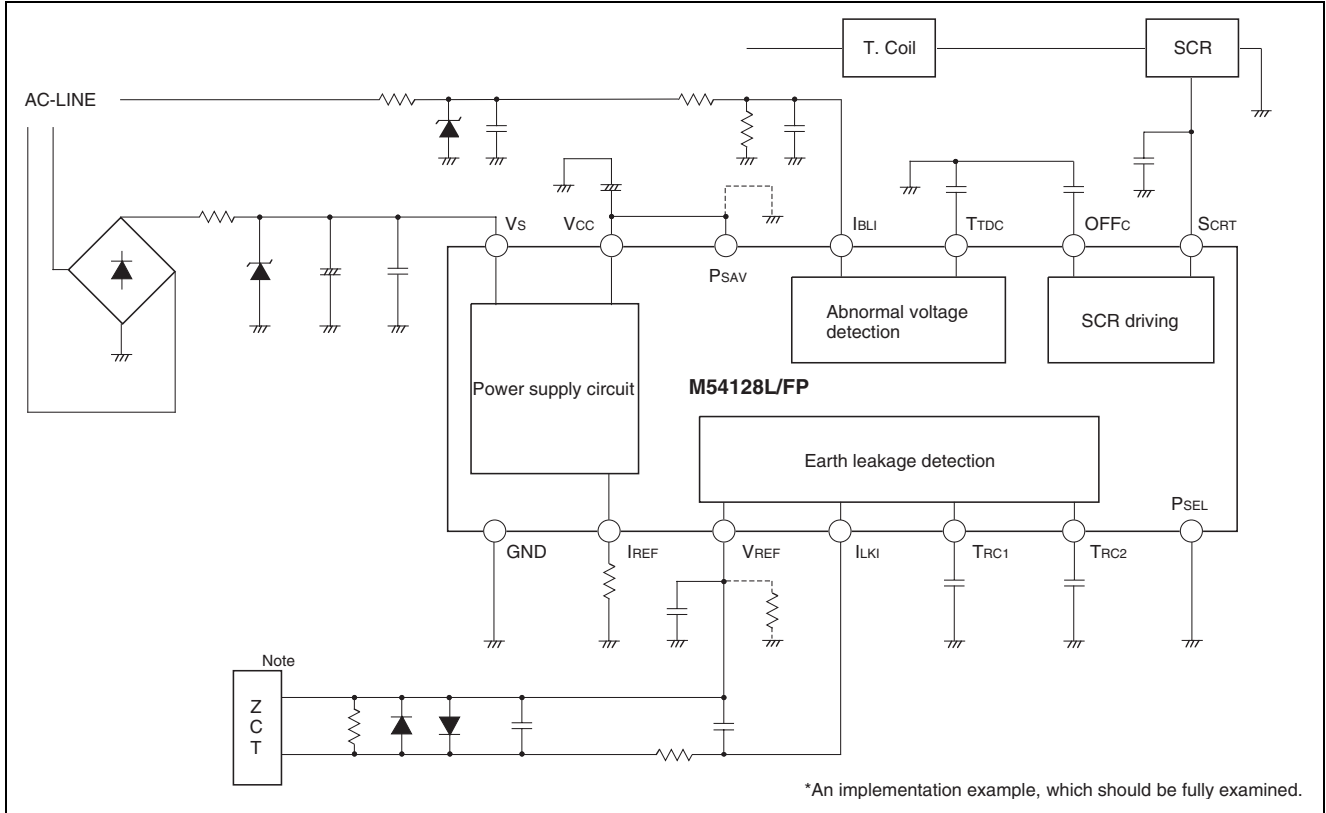 T. Coil
SCR
AC-LINE
VS
VCC
PSAV
IBLI
TTDC
OFFC
SCRT
Abnormal voltage
detection
SCR driving
Power supply circuit
M54128L/FP
Earth leakage detection
PSEL
GND
IREF
VREF
ILKI
TRC1
TRC2
Note
Z
C
T
*An implementation example, which should be fully examined.